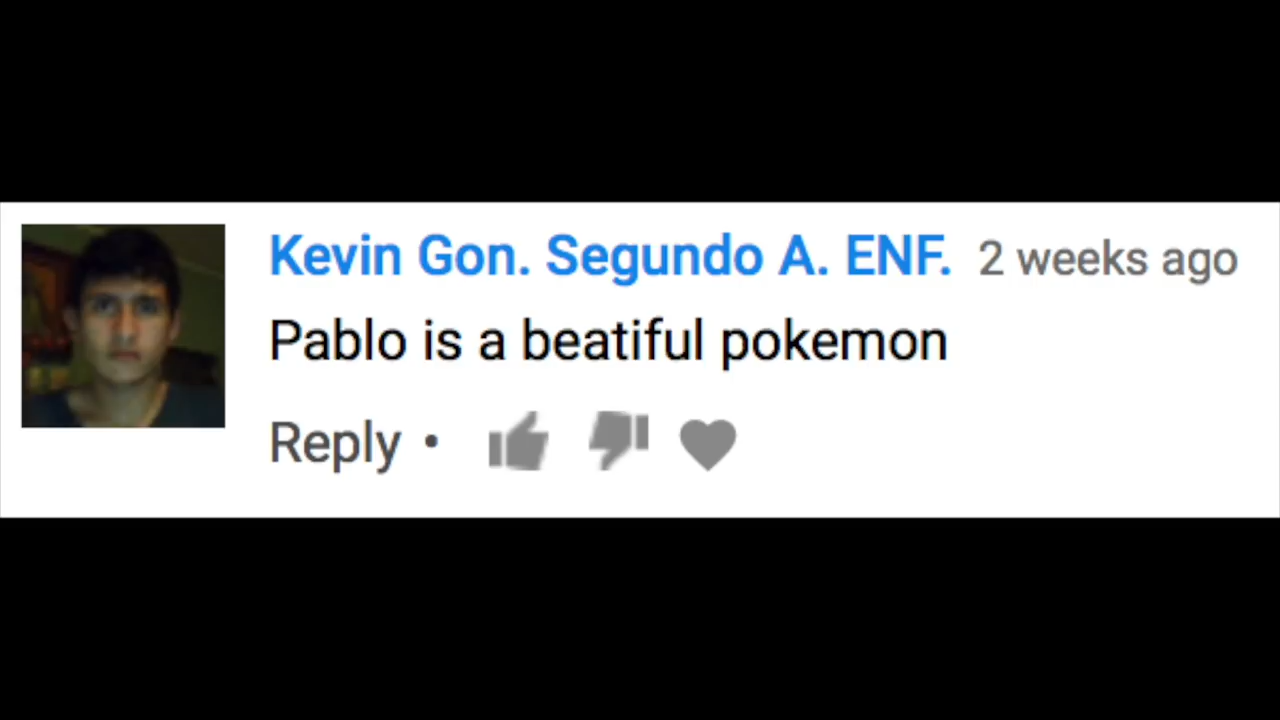 Kevin Gon. Segundo A. ENF. 2 weeks ago
Pablo is a beatiful pokemon
Reply •